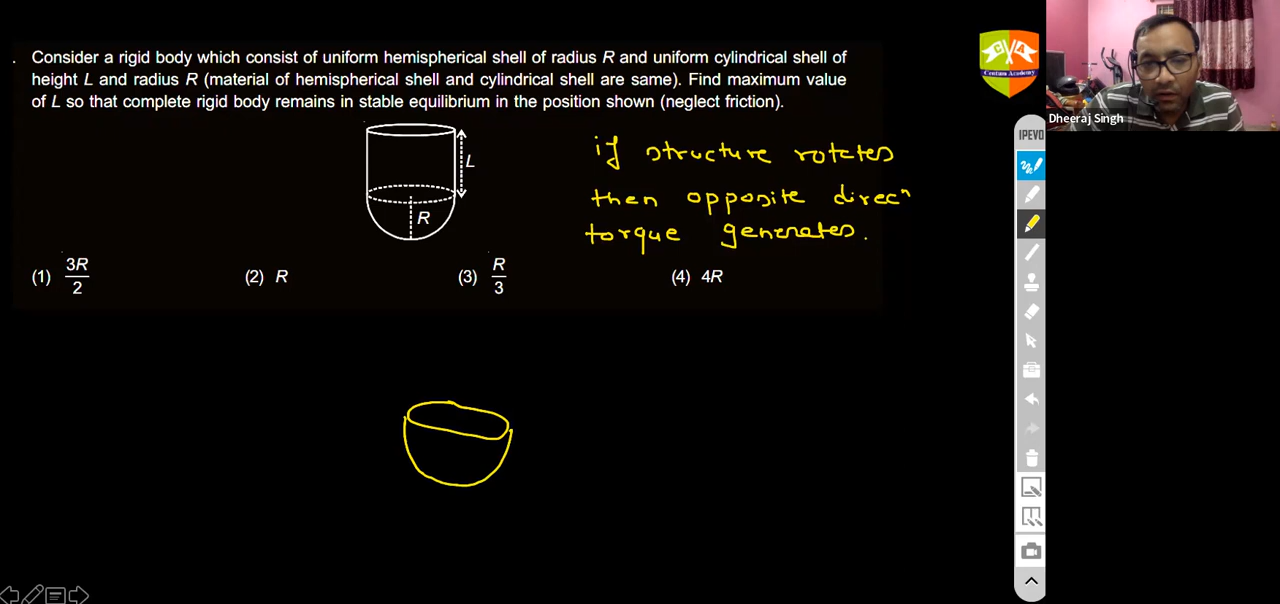 . Consider a rigid body which consist of uniform hemispherical shell of radius R and uniform cylindrical shell of
height L and radius R (material of hemispherical shell and cylindrical shell are same). Find maximum value
of L so that complete rigid body remains in stable equilibrium in the position shown (neglect friction).
L
R
if structure rotates
then opposite direcⁿ
torque generates.
(1) 3R/2
(2) R
(3) R/3
(4) 4R
C A
Centum Academy
Dheeraj Singh
IPEVO